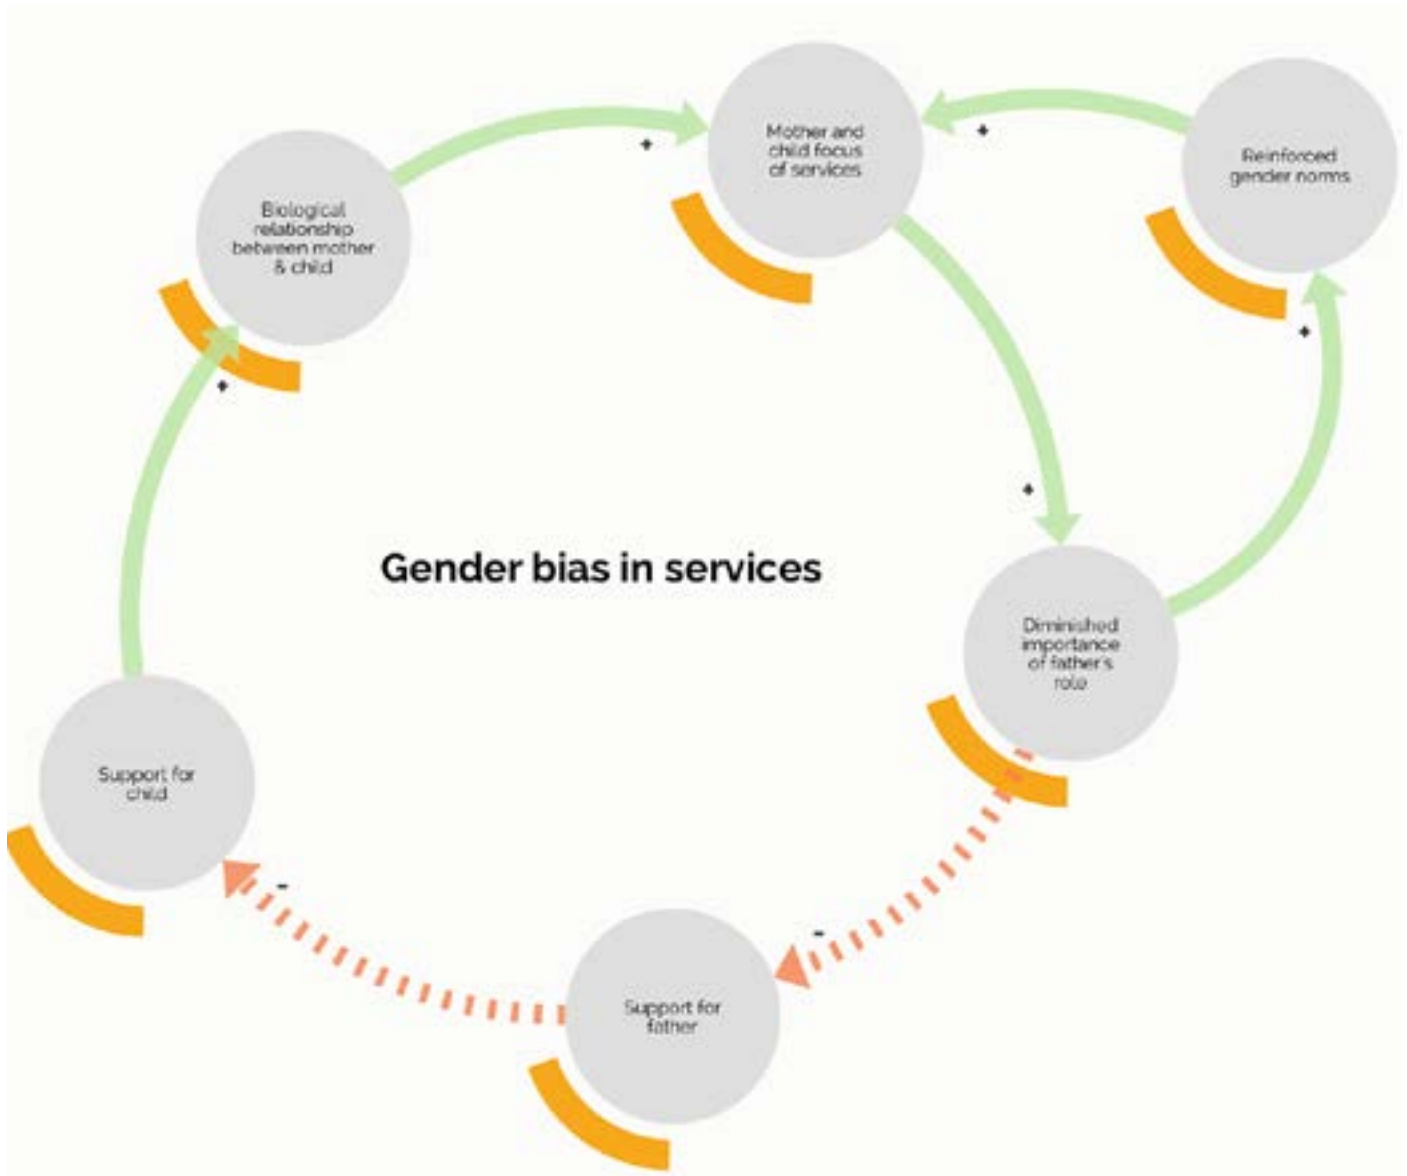 Mother and
child focus
of services
Reinforced
gender norms
Biological
relationship
between mother
& child
+
+
+
+
+
Gender bias in services
Diminished
importance
of father's
role
Support for
child
-
-
Support for
father